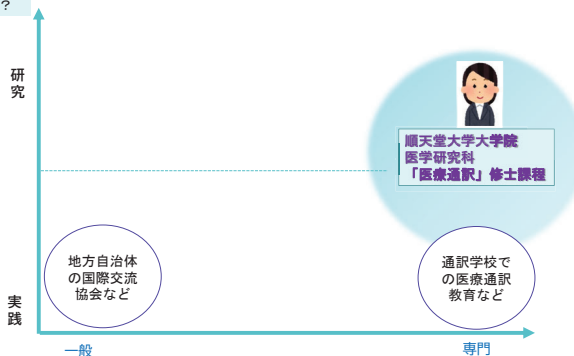 ?
研究
順天堂大学大学院
医学研究科
「医療通訳」修士課程
地方自治体
の国際交流
協会など
通訳学校で
の医療通訳
教育など
実践
一般
専門